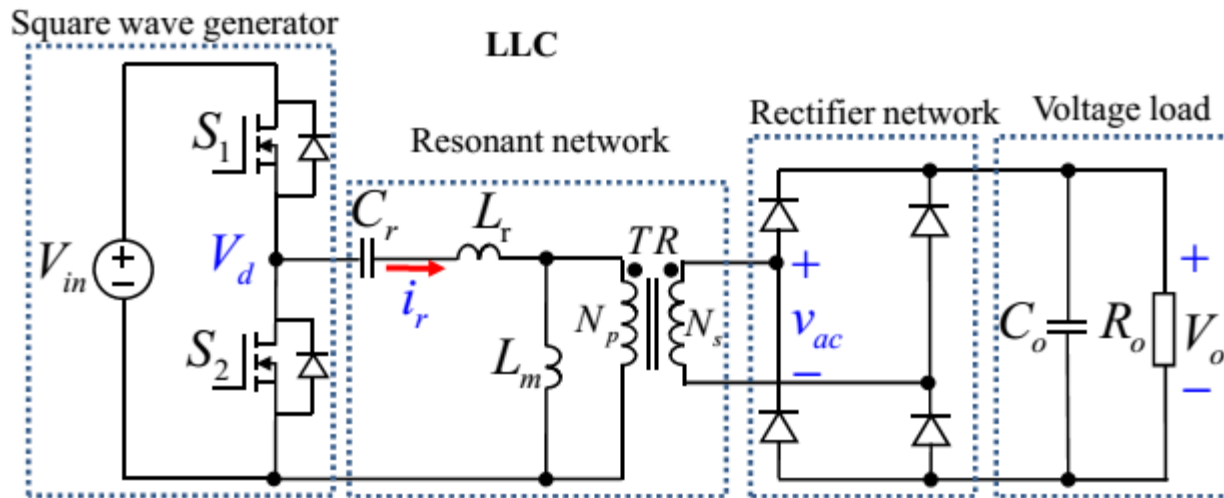 Square wave generator
LLC
Resonant network
Rectifier network
Voltage load
S1
Cr
Lr
TR
Vin
+
−
Vd
ir
Np
Ns
+
vac
−
Co
Ro
+
Vo
−
S2
Lm